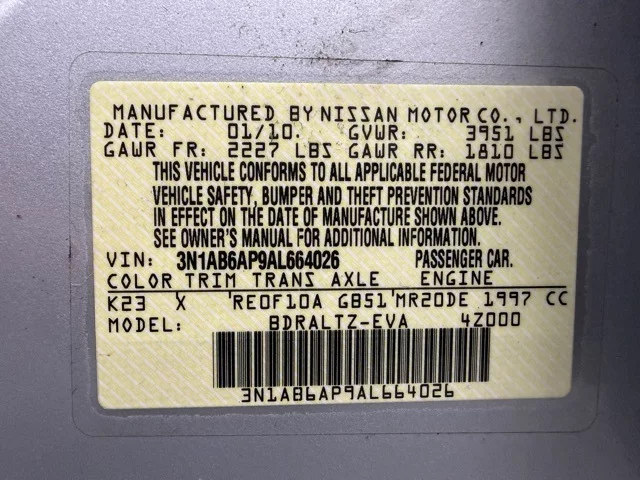 MANUFACTURED BY NISSAN MOTOR CO., LTD.
DATE: 01/10. GVWR: 3951 LBS
GAWR FR: 2227 LBS GAWR RR: 1810 LBS
THIS VEHICLE CONFORMS TO ALL APPLICABLE FEDERAL MOTOR
VEHICLE SAFETY, BUMPER AND THEFT PREVENTION STANDARDS
IN EFFECT ON THE DATE OF MANUFACTURE SHOWN ABOVE.
SEE OWNER'S MANUAL FOR ADDITIONAL INFORMATION.
VIN: 3N1AB6AP9AL664026 PASSENGER CAR.
COLOR TRIM TRANS AXLE ENGINE
K23 X 'RE0F10A GB51'MR20DE 1997 CC
MODEL: BDRALTZ-EVA 4Z000
3N1AB6AP9AL664026